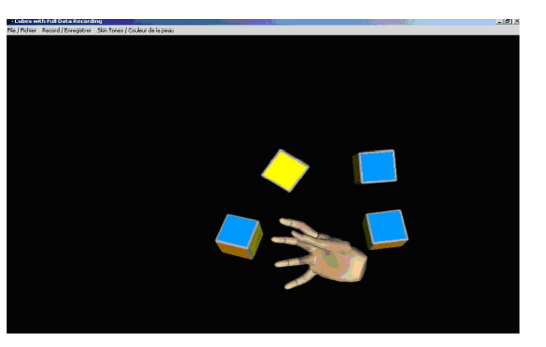 Cubes with Full Data Recording
File / Fichier Record / Enregistrer Skin Tones / Couleur de la peau